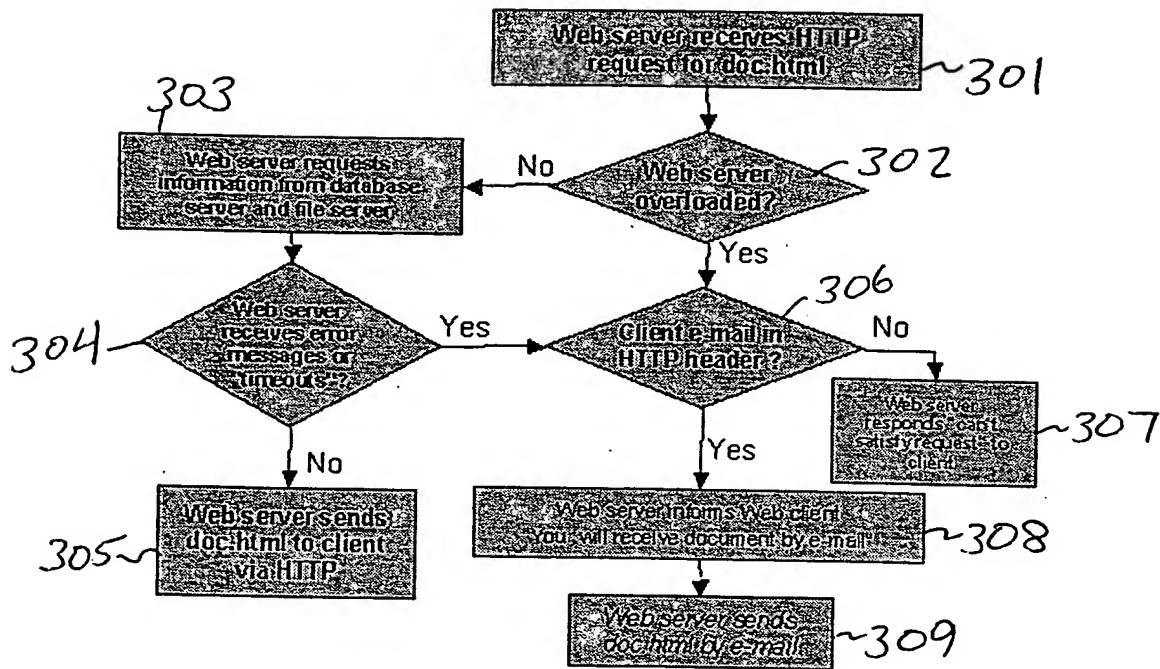 Web server receives HTTP
request for doc.html
301
303
Web server requests
information from database
server and file server
No
Web server
overloaded?
302
Yes
304
Web server
receives error
messages or
"timeouts"?
Yes
Client e-mail in
HTTP header?
306
No
Web server
responds "can't
satisfy request" to
client
307
No
Yes
305
Web server sends
doc.html to client
via HTTP
Web server informs Web client
"You will receive document by e-mail"
308
Web server sends
doc.html by e-mail
309